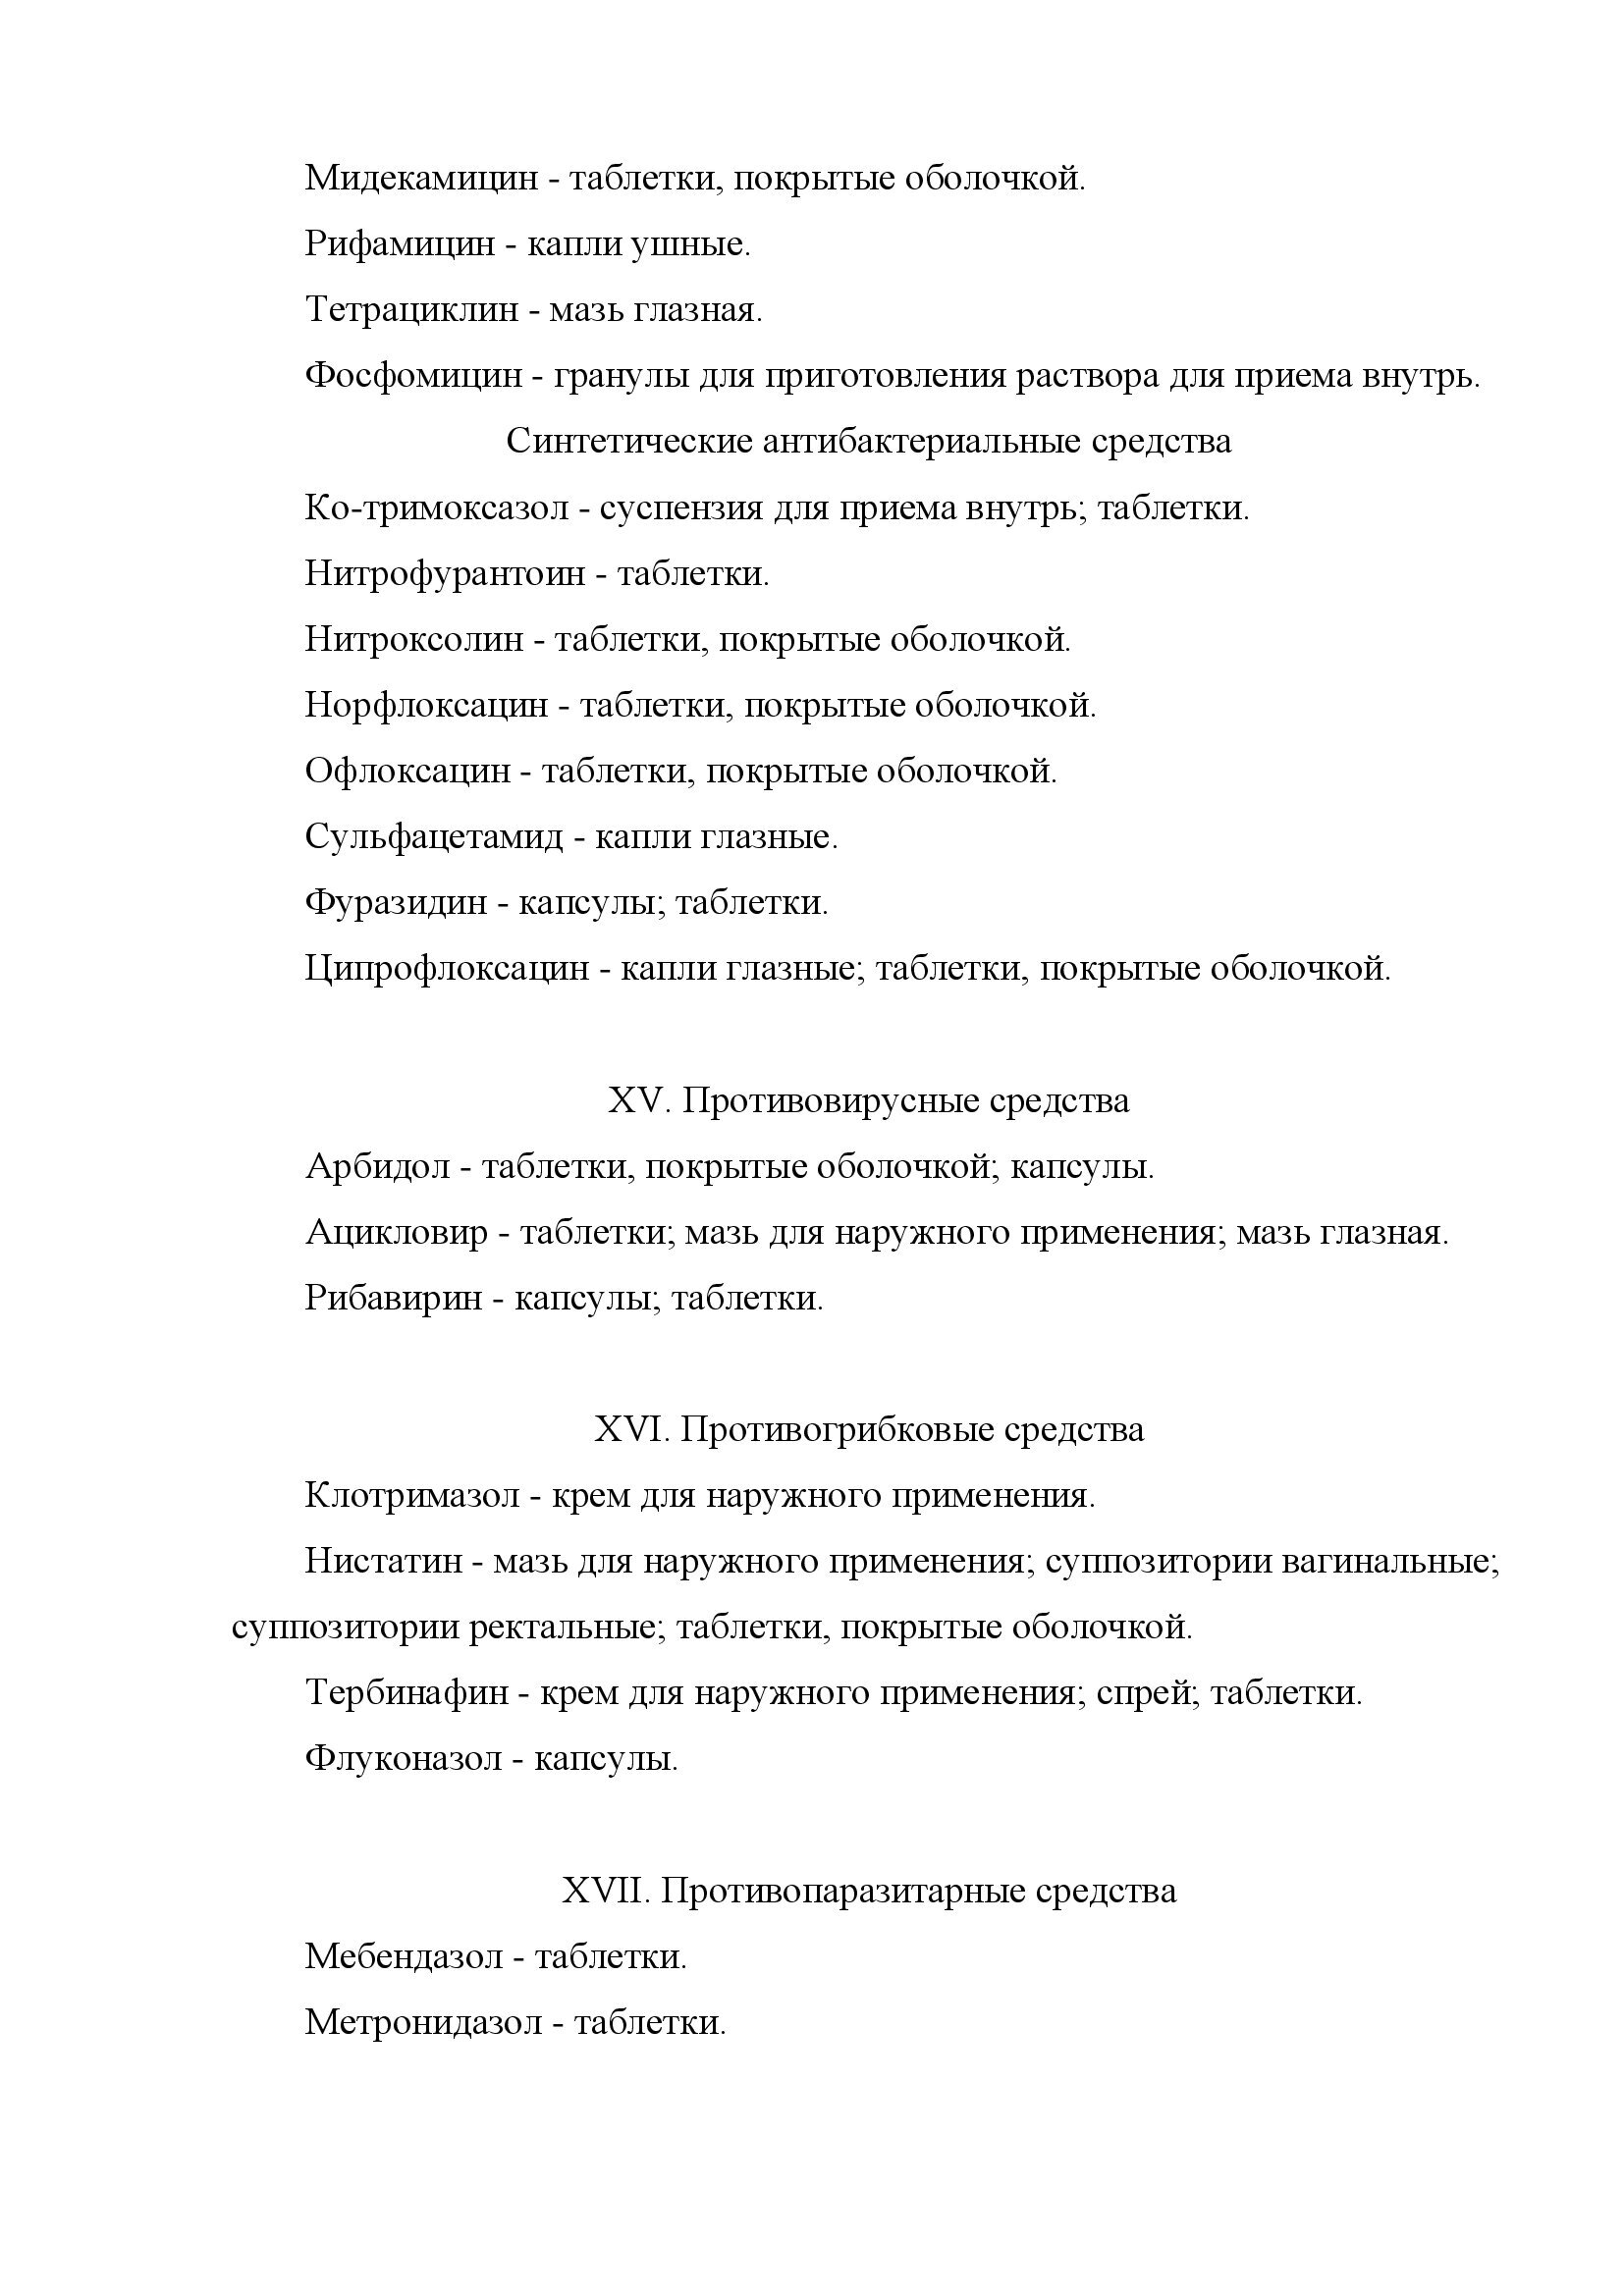 Мидекамицин - таблетки, покрытые оболочкой.
Рифамицин - капли ушные.
Тетрациклин - мазь глазная.
Фосфомицин - гранулы для приготовления раствора для приема внутрь.
Синтетические антибактериальные средства
Ко-тримоксазол - суспензия для приема внутрь; таблетки.
Нитрофурантоин - таблетки.
Нитроксолин - таблетки, покрытые оболочкой.
Норфлоксацин - таблетки, покрытые оболочкой.
Офлоксацин - таблетки, покрытые оболочкой.
Сульфацетамид - капли глазные.
Фуразидин - капсулы; таблетки.
Ципрофлоксацин - капли глазные; таблетки, покрытые оболочкой.
XV. Противовирусные средства
Арбидол - таблетки, покрытые оболочкой; капсулы.
Ацикловир - таблетки; мазь для наружного применения; мазь глазная.
Рибавирин - капсулы; таблетки.
XVI. Противогрибковые средства
Клотримазол - крем для наружного применения.
Нистатин - мазь для наружного применения; суппозитории вагинальные;
суппозитории ректальные; таблетки, покрытые оболочкой.
Тербинафин - крем для наружного применения; спрей; таблетки.
Флуконазол - капсулы.
XVII. Противопаразитарные средства
Мебендазол - таблетки.
Метронидазол - таблетки.